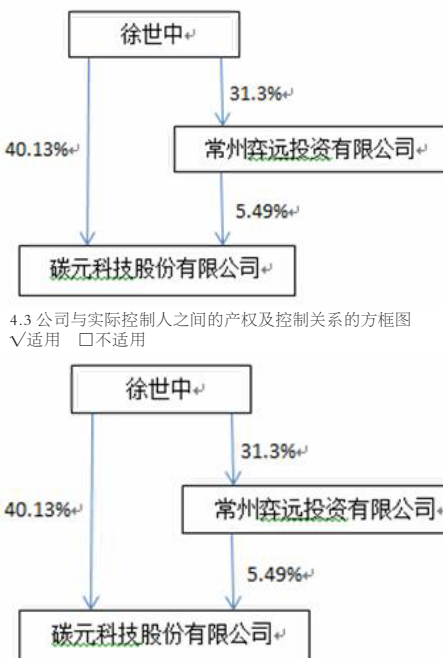 徐世中
31.3%
40.13%
常州弈远投资有限公司
5.49%
碳元科技股份有限公司
4.3 公司与实际控制人之间的产权及控制关系的方框图
√适用 □不适用
徐世中
31.3%
40.13%
常州弈远投资有限公司
5.49%
碳元科技股份有限公司